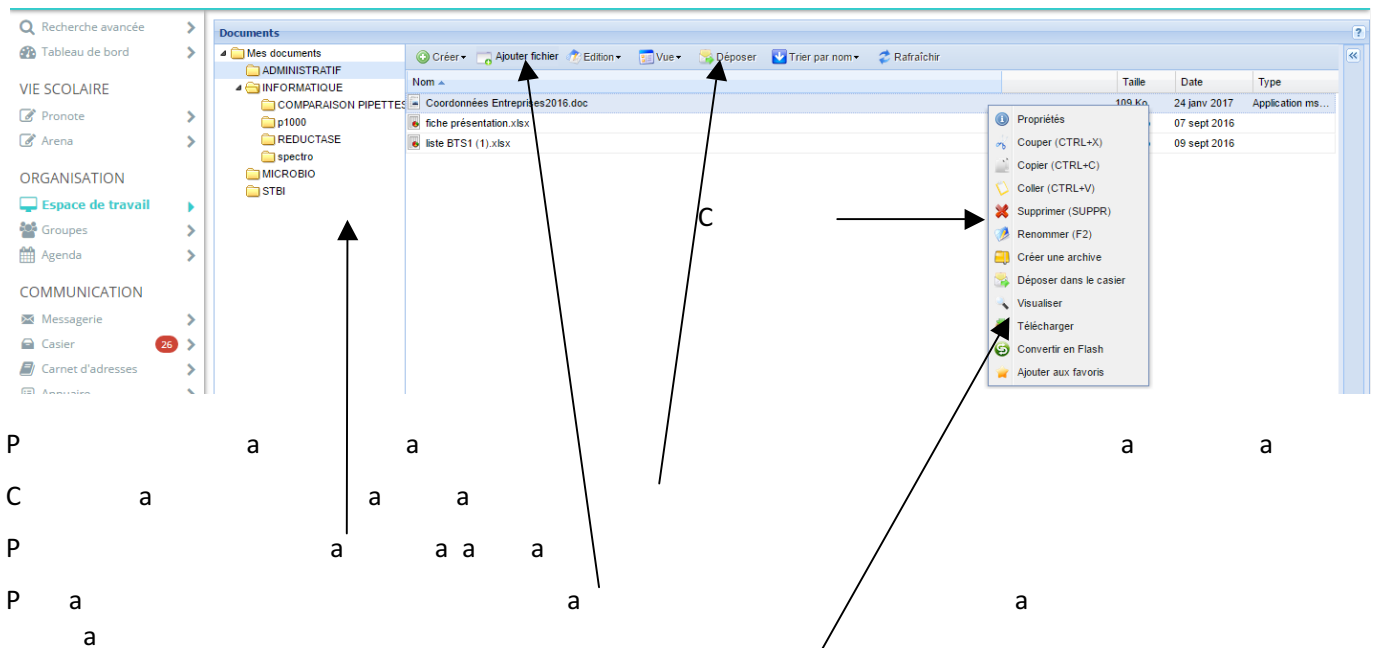 Recherche avancée
Tableau de bord
VIE SCOLAIRE
Pronote
Arena
ORGANISATION
Espace de travail
Groupes
Agenda
COMMUNICATION
Messagerie
Casier 26
Carnet d'adresses
Annuaire
Documents ?
Mes documents
ADMINISTRATIF
INFORMATIQUE
COMPARAISON PIPETTES
p1000
REDUCTASE
spectro
MICROBIO
STBI
Créer Ajouter fichier Edition Vue Déposer Trier par nom Rafraîchir
Nom Taille Date Type
Coordonnées Entreprises2016.doc 109 Ko 24 janv 2017 Application ms...
fiche présentation.xlsx 07 sept 2016
liste BTS1 (1).xlsx 09 sept 2016
Propriétés
Couper (CTRL+X)
Copier (CTRL+C)
Coller (CTRL+V)
Supprimer (SUPPR)
Renommer (F2)
Créer une archive
Déposer dans le casier
Visualiser
Télécharger
Convertir en Flash
Ajouter aux favoris
C
P a a a a
C a a a
P a a a a
P a a a
a